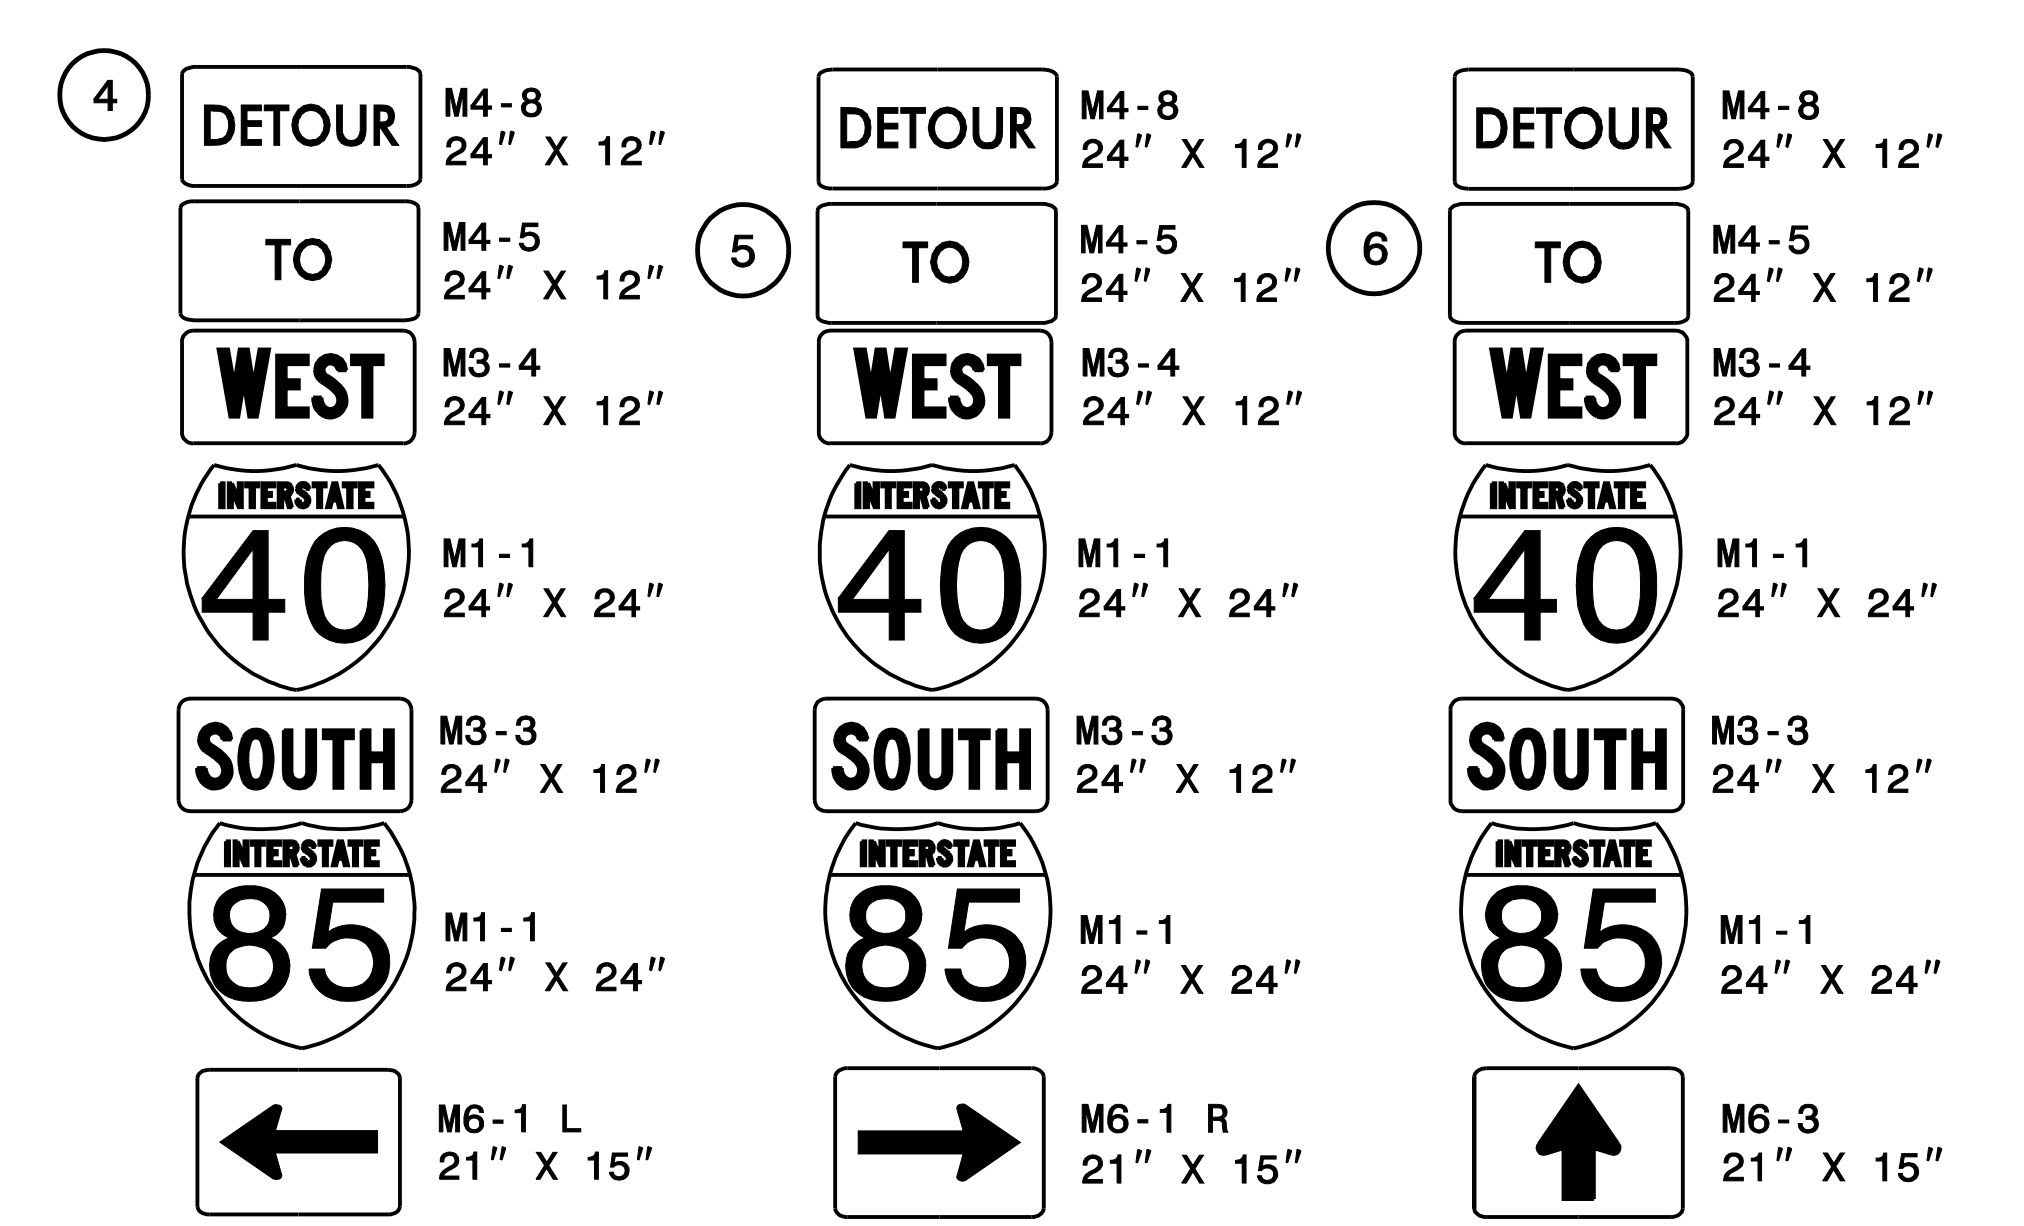 4
DETOUR
M4-8
24" X 12"
TO
M4-5
24" X 12"
WEST
M3-4
24" X 12"
INTERSTATE
40
M1-1
24" X 24"
SOUTH
M3-3
24" X 12"
INTERSTATE
85
M1-1
24" X 24"
M6-1 L
21" X 15"
5
DETOUR
M4-8
24" X 12"
TO
M4-5
24" X 12"
WEST
M3-4
24" X 12"
INTERSTATE
40
M1-1
24" X 24"
SOUTH
M3-3
24" X 12"
INTERSTATE
85
M1-1
24" X 24"
M6-1 R
21" X 15"
6
DETOUR
M4-8
24" X 12"
TO
M4-5
24" X 12"
WEST
M3-4
24" X 12"
INTERSTATE
40
M1-1
24" X 24"
SOUTH
M3-3
24" X 12"
INTERSTATE
85
M1-1
24" X 24"
M6-3
21" X 15"